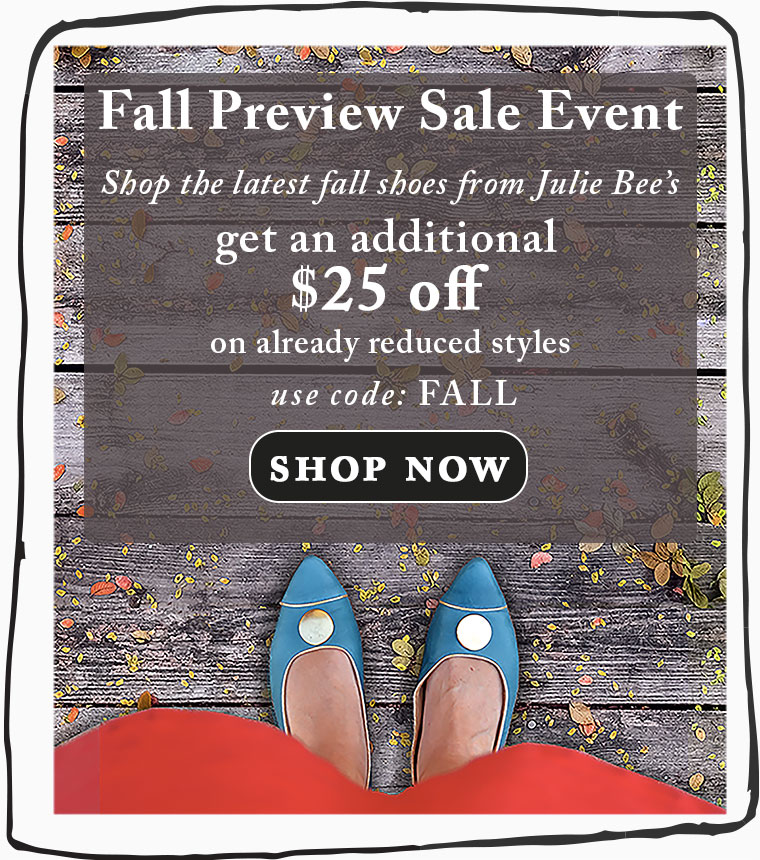 Fall Preview Sale Event
Shop the latest fall shoes from Julie Bee's
get an additional
$25 off
on already reduced styles
use code: FALL
SHOP NOW